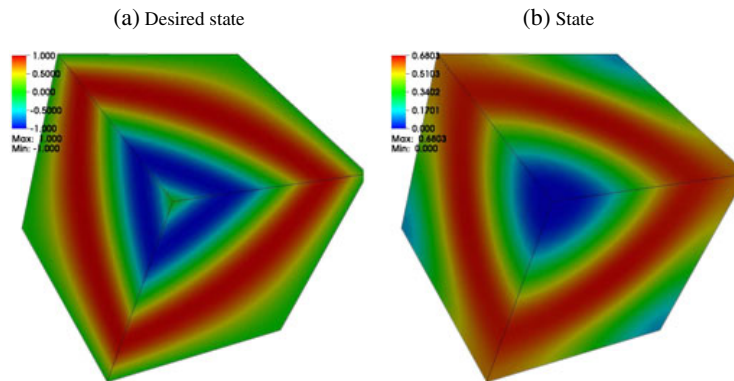 (a) Desired state
(b) State
1.000
0.5000
0.000
-0.5000
-1.000
Max: 1.000
Min: -1.000
0.6803
0.5103
0.3402
0.1701
0.000
Max: 0.6803
Min: 0.000